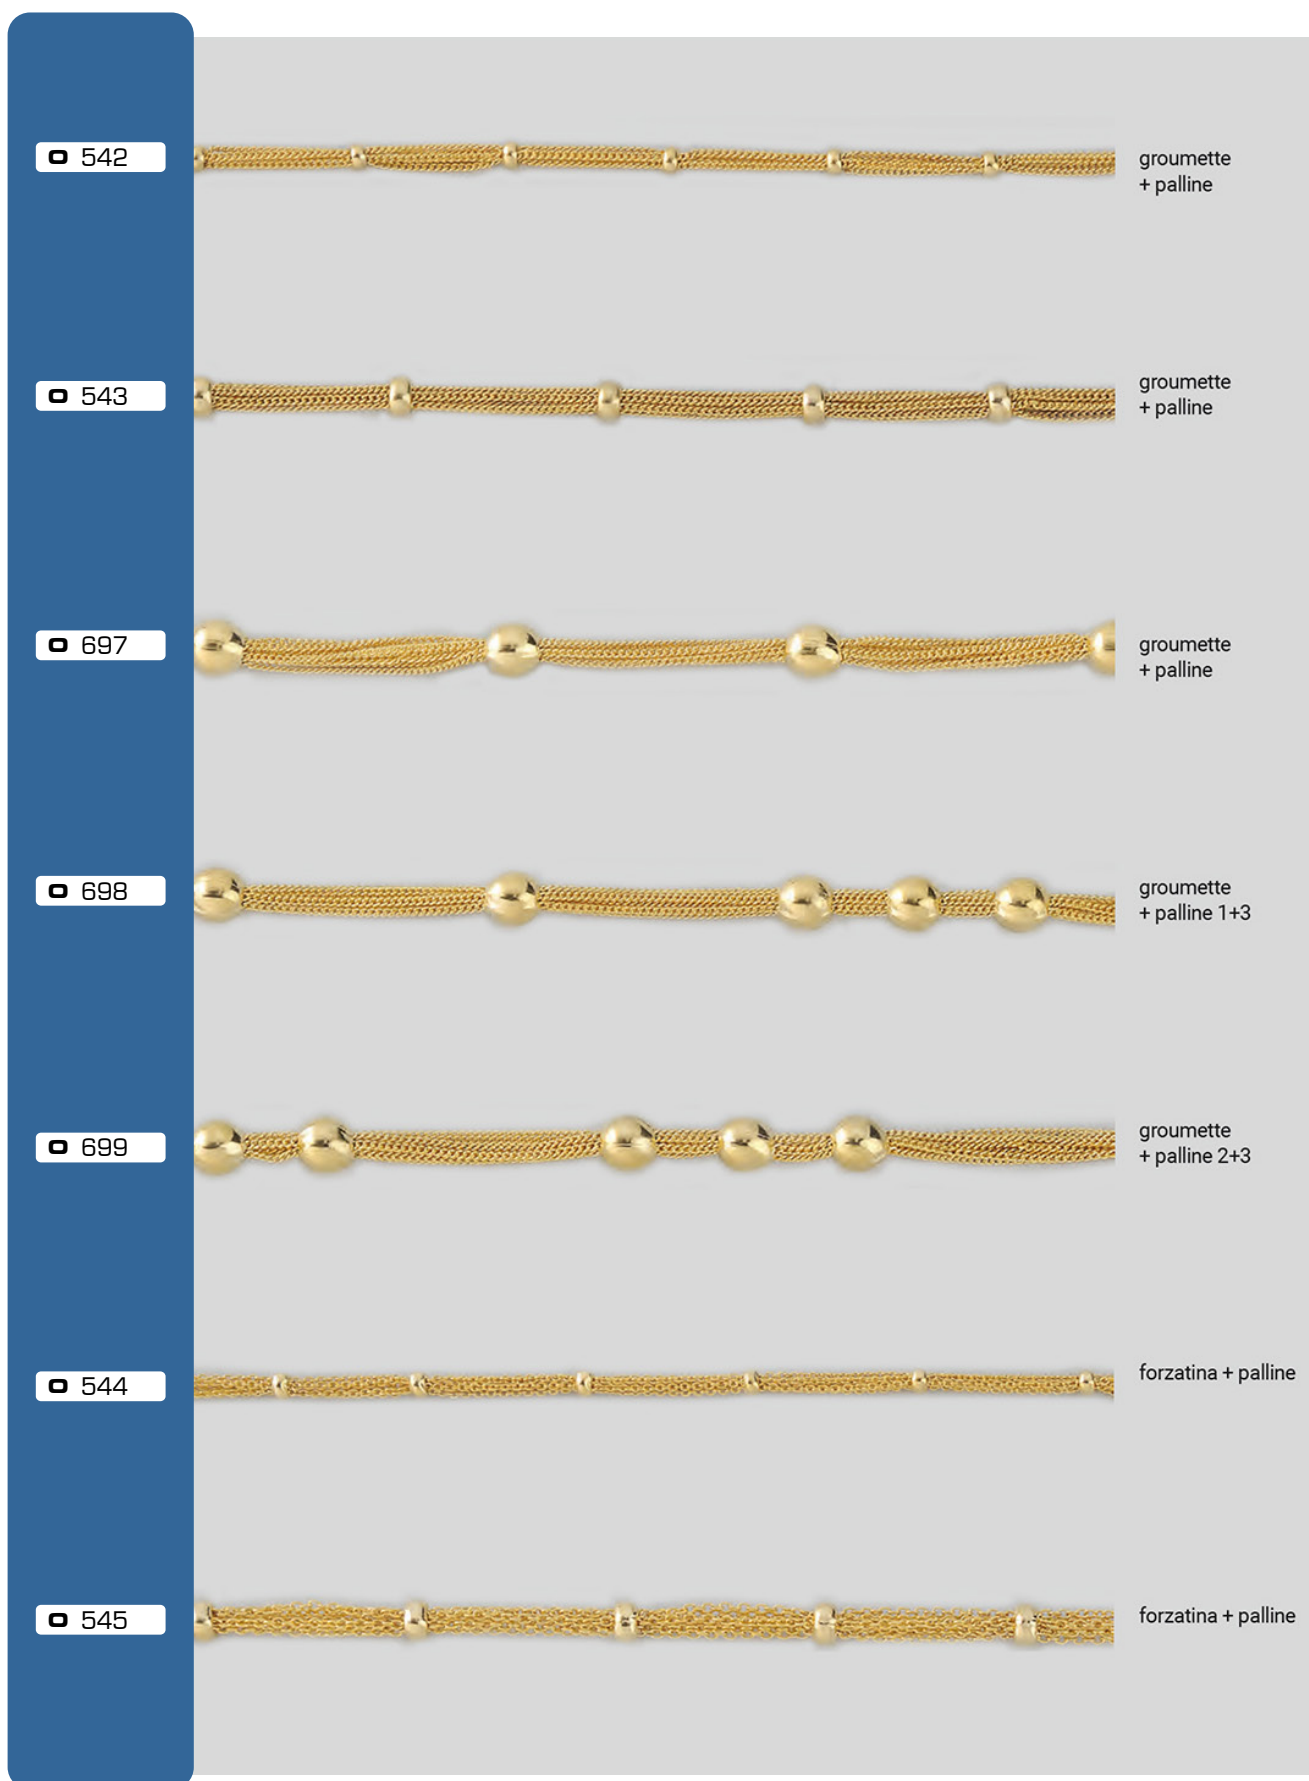 542
groumette
+ palline
543
groumette
+ palline
697
groumette
+ palline
698
groumette
+ palline 1+3
699
groumette
+ palline 2+3
544
forzatina + palline
545
forzatina + palline